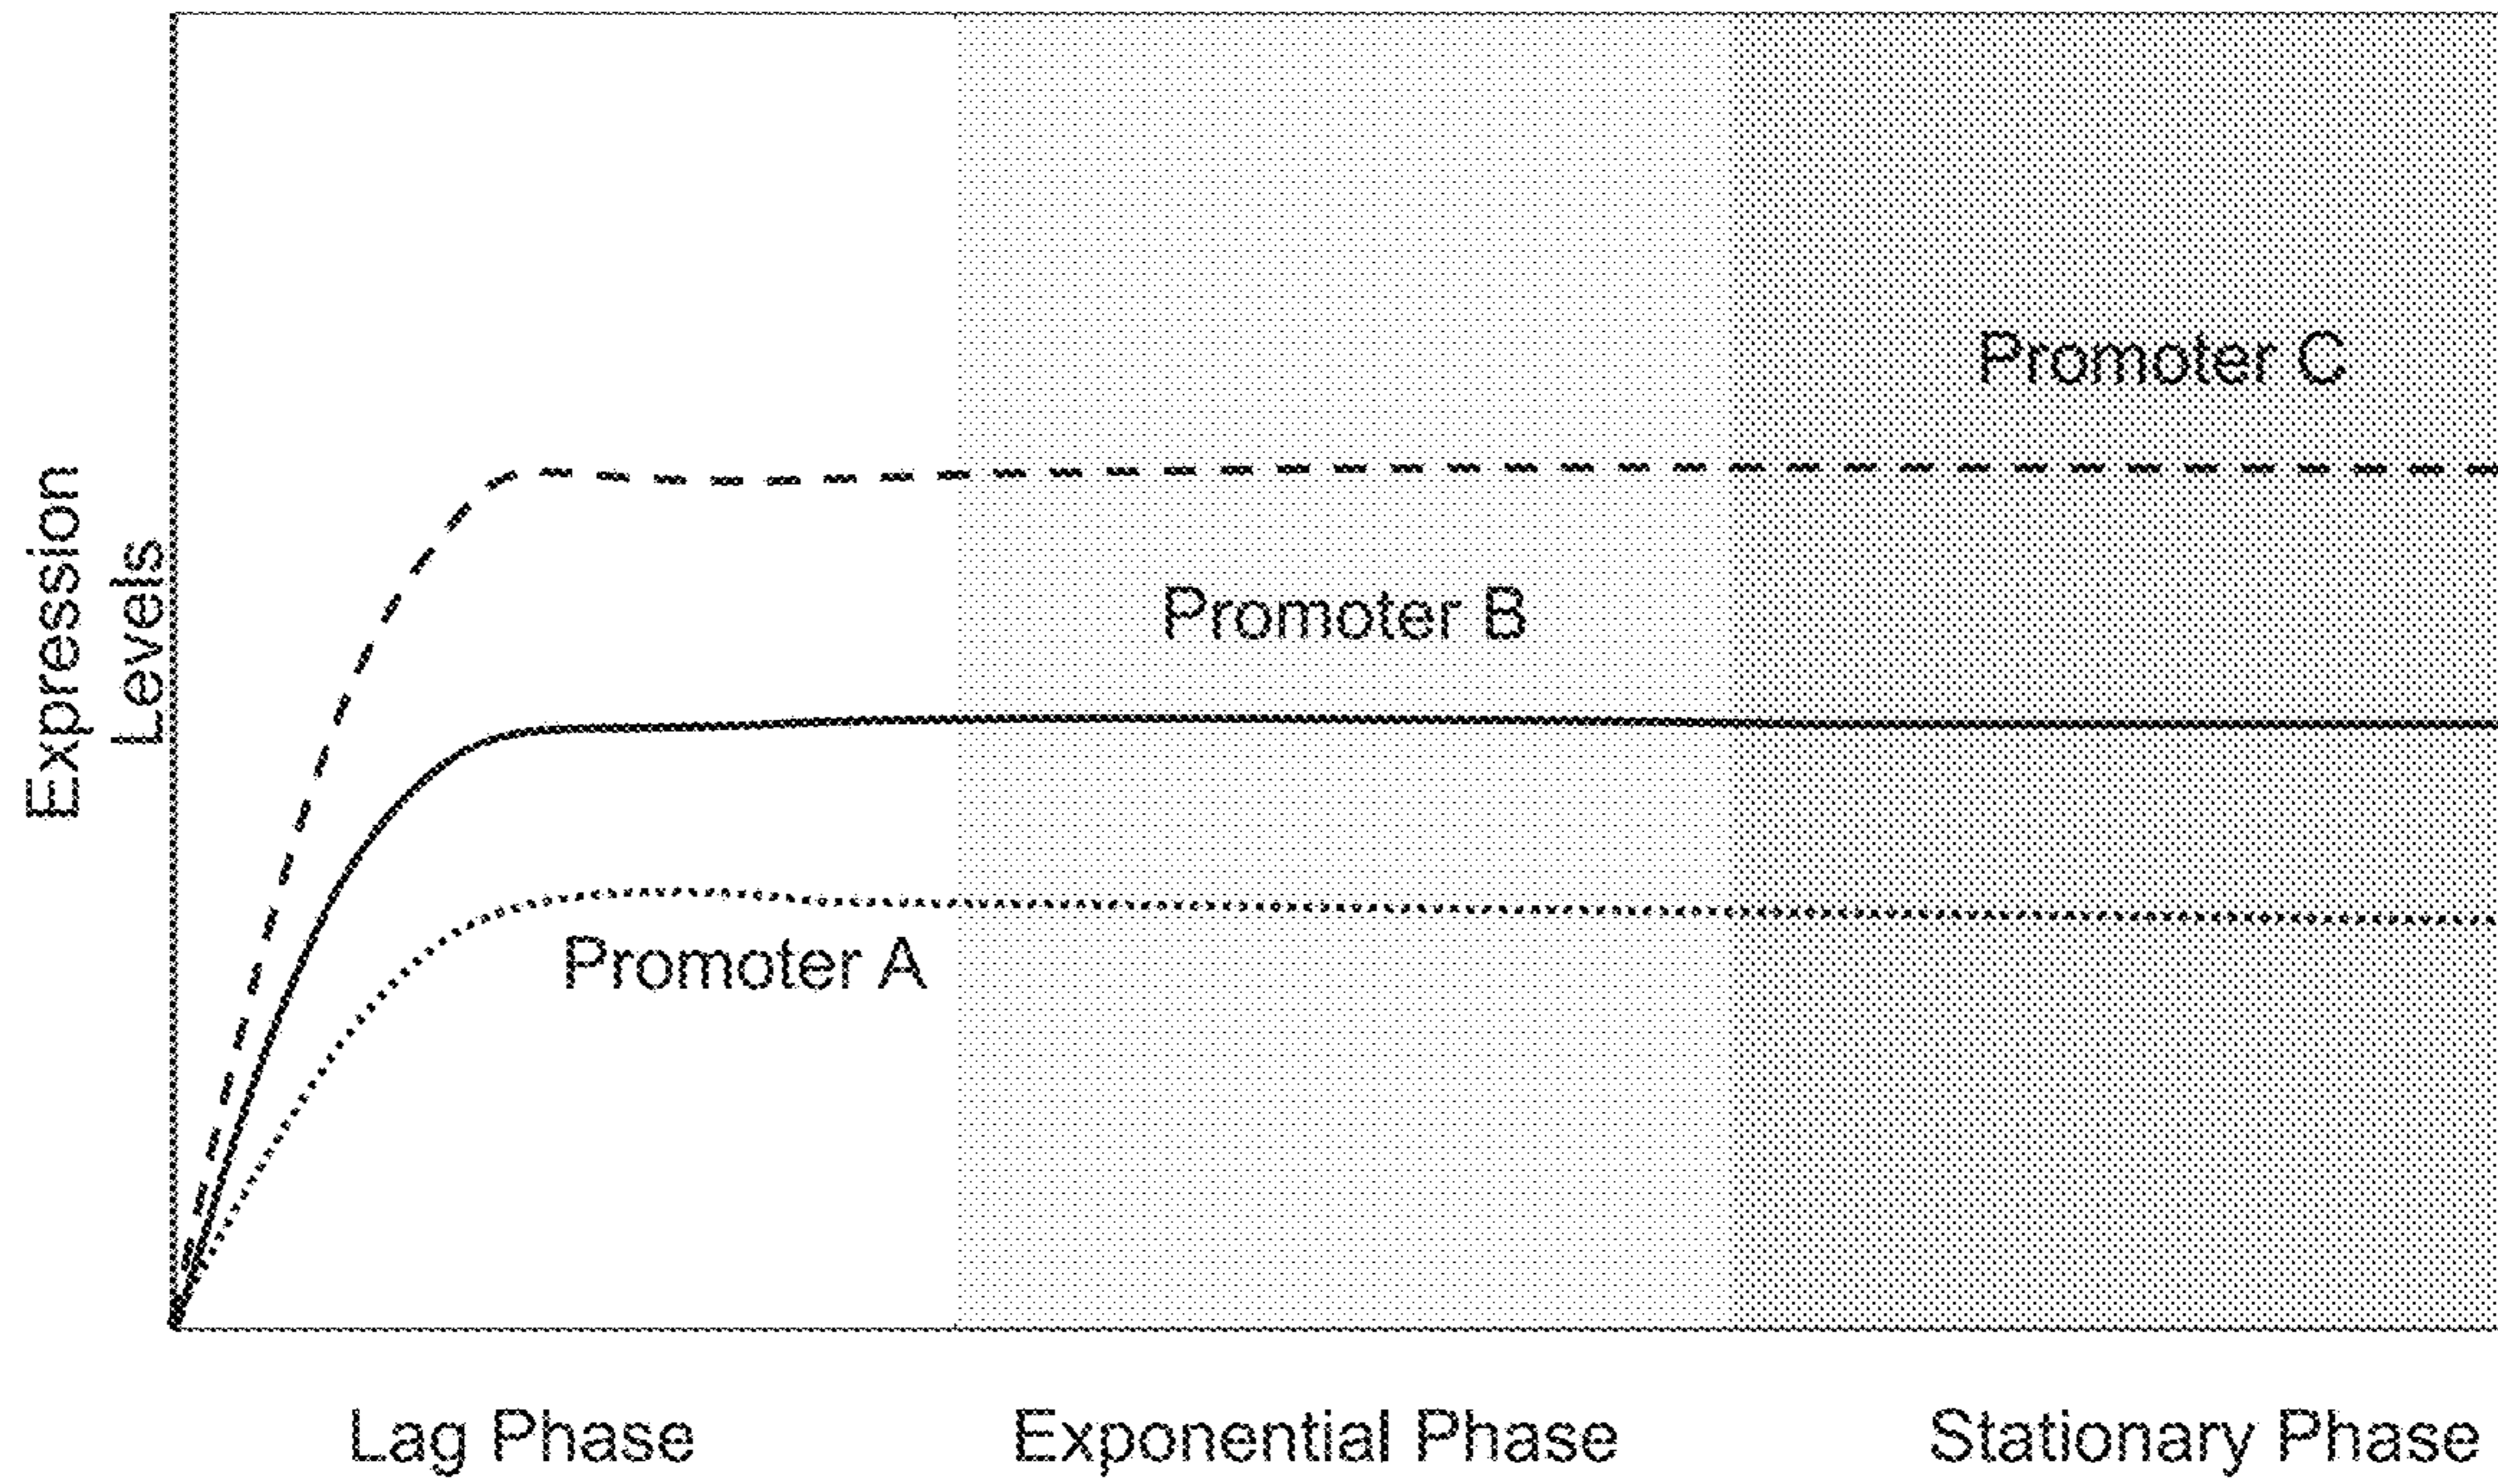 Expression
Levels
Promoter C
Promoter B
Promoter A
Lag Phase
Exponential Phase
Stationary Phase